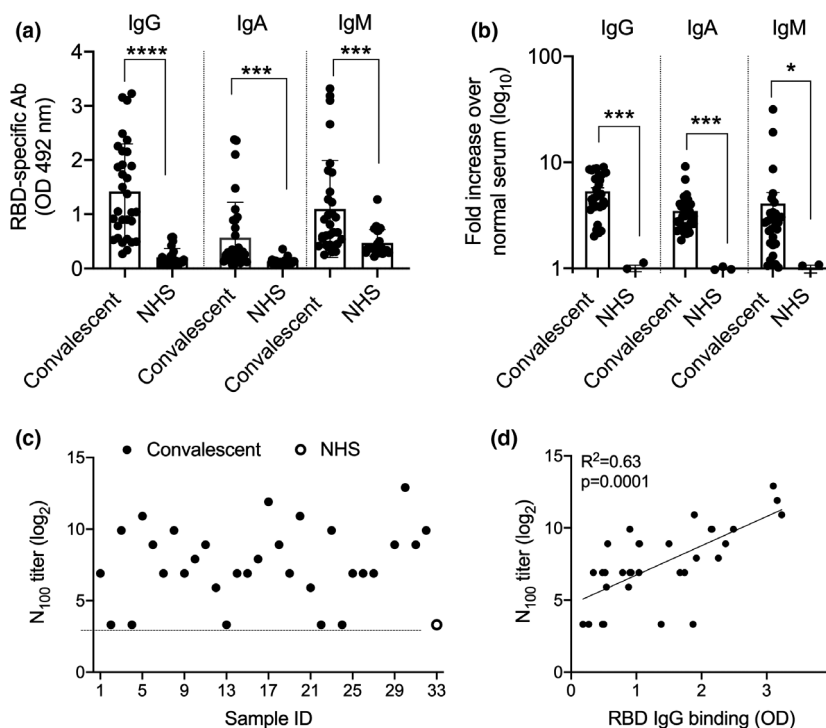 (a)
IgG IgA IgM
**** *** ***
RBD-specific Ab
(OD 492 nm)
4
3
2
1
0
Convalescent
NHS
Convalescent
NHS
Convalescent
NHS
(b)
IgG IgA IgM
*** *** *
Fold increase over
normal serum (log10)
100
10
1
Convalescent
NHS
Convalescent
NHS
Convalescent
NHS
(c)
Convalescent NHS
N100 titer (log2)
15
10
5
0
1 5 9 13 17 21 25 29 33
Sample ID
(d)
R²=0.63
p=0.0001
N100 titer (log2)
15
10
5
0
0 1 2 3
RBD IgG binding (OD)